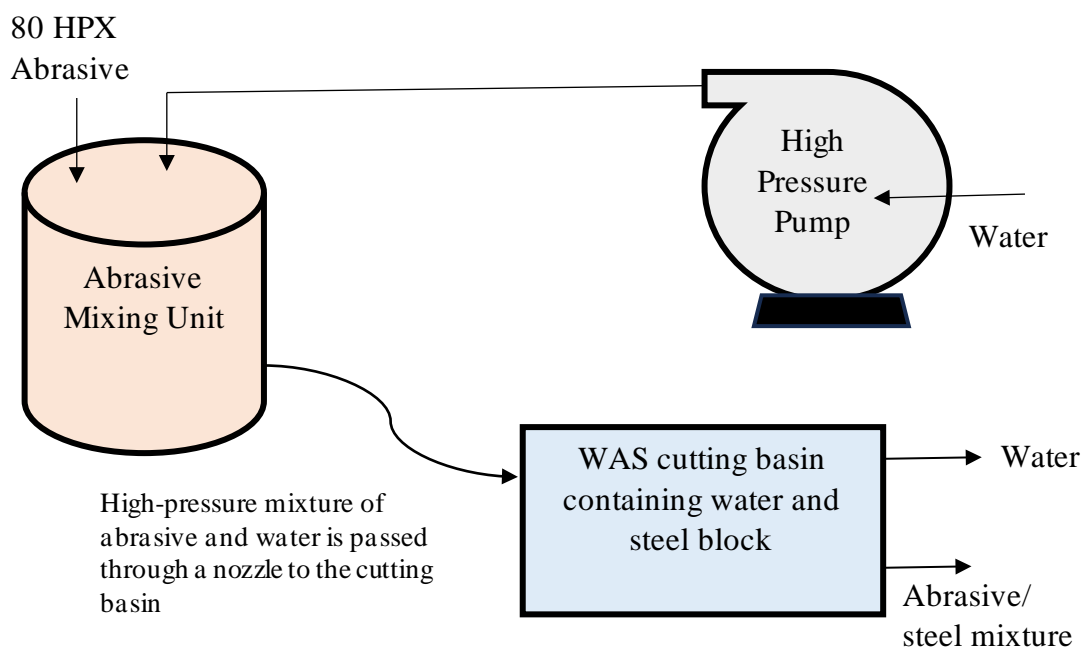 80 HPX
Abrasive
High
Pressure
Pump
Water
Abrasive
Mixing Unit
WAS cutting basin
containing water and
steel block
Water
High-pressure mixture of
abrasive and water is passed
through a nozzle to the cutting
basin
Abrasive/
steel mixture